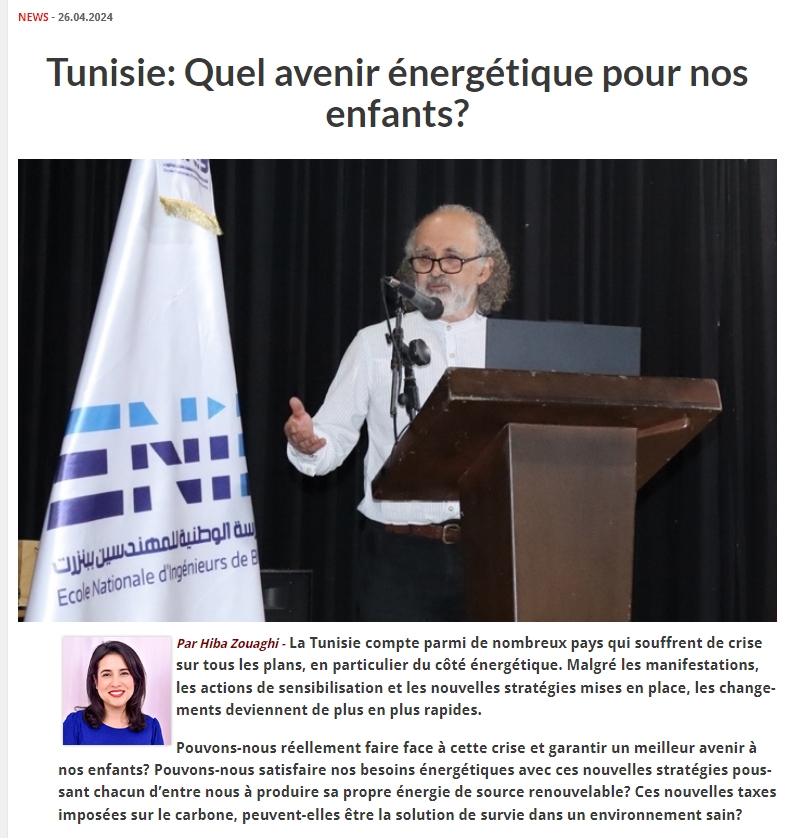 NEWS - 26.04.2024
Tunisie: Quel avenir énergétique pour nos
enfants?
ENIB
رسة الوطنية للمهندسين ببنزرت
Ecole Nationale d'Ingénieurs de B
Par Hiba Zouaghi - La Tunisie compte parmi de nombreux pays qui souffrent de crise
sur tous les plans, en particulier du côté énergétique. Malgré les manifestations,
les actions de sensibilisation et les nouvelles stratégies mises en place, les change-
ments deviennent de plus en plus rapides.
Pouvons-nous réellement faire face à cette crise et garantir un meilleur avenir à
nos enfants? Pouvons-nous satisfaire nos besoins énergétiques avec ces nouvelles stratégies pous-
sant chacun d’entre nous à produire sa propre énergie de source renouvelable? Ces nouvelles taxes
imposées sur le carbone, peuvent-elles être la solution de survie dans un environnement sain?